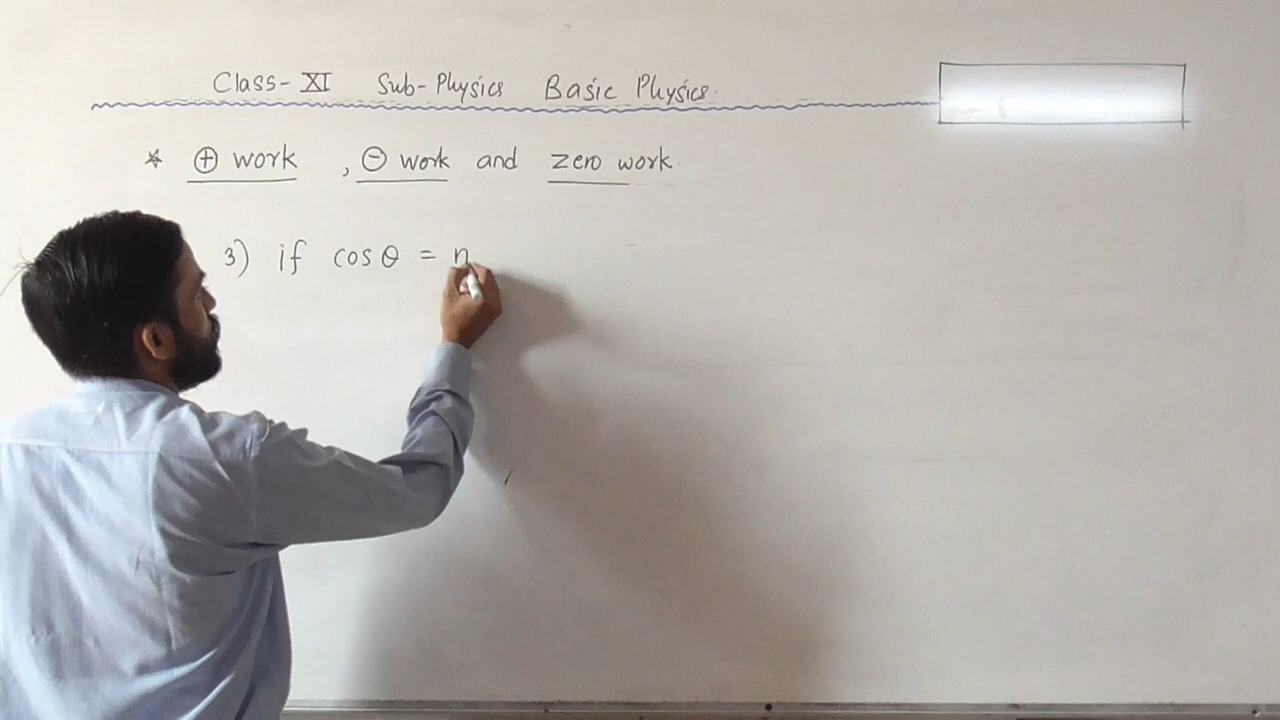 Class-XI Sub-Physics Basic Physics.
* ⊕ work , ⊖ work and zero work.
3) if cos θ = n